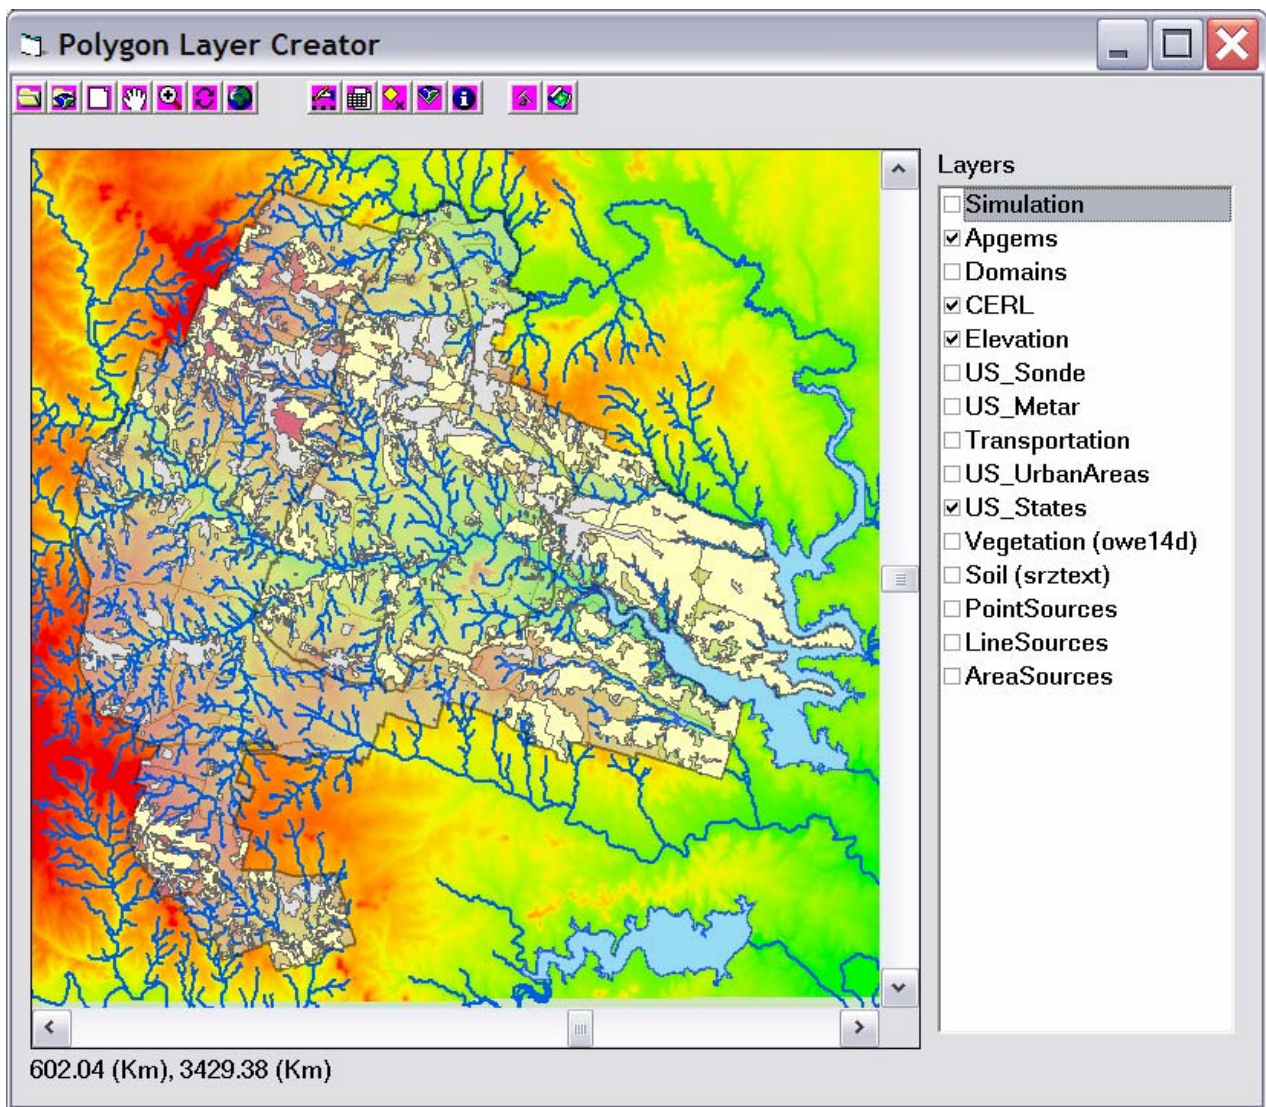 Polygon Layer Creator
Layers
Simulation
Apgems
Domains
CERL
Elevation
US_Sonde
US_Metar
Transportation
US_UrbanAreas
US_States
Vegetation (owe14d)
Soil (srztext)
PointSources
LineSources
AreaSources
602.04 (Km), 3429.38 (Km)